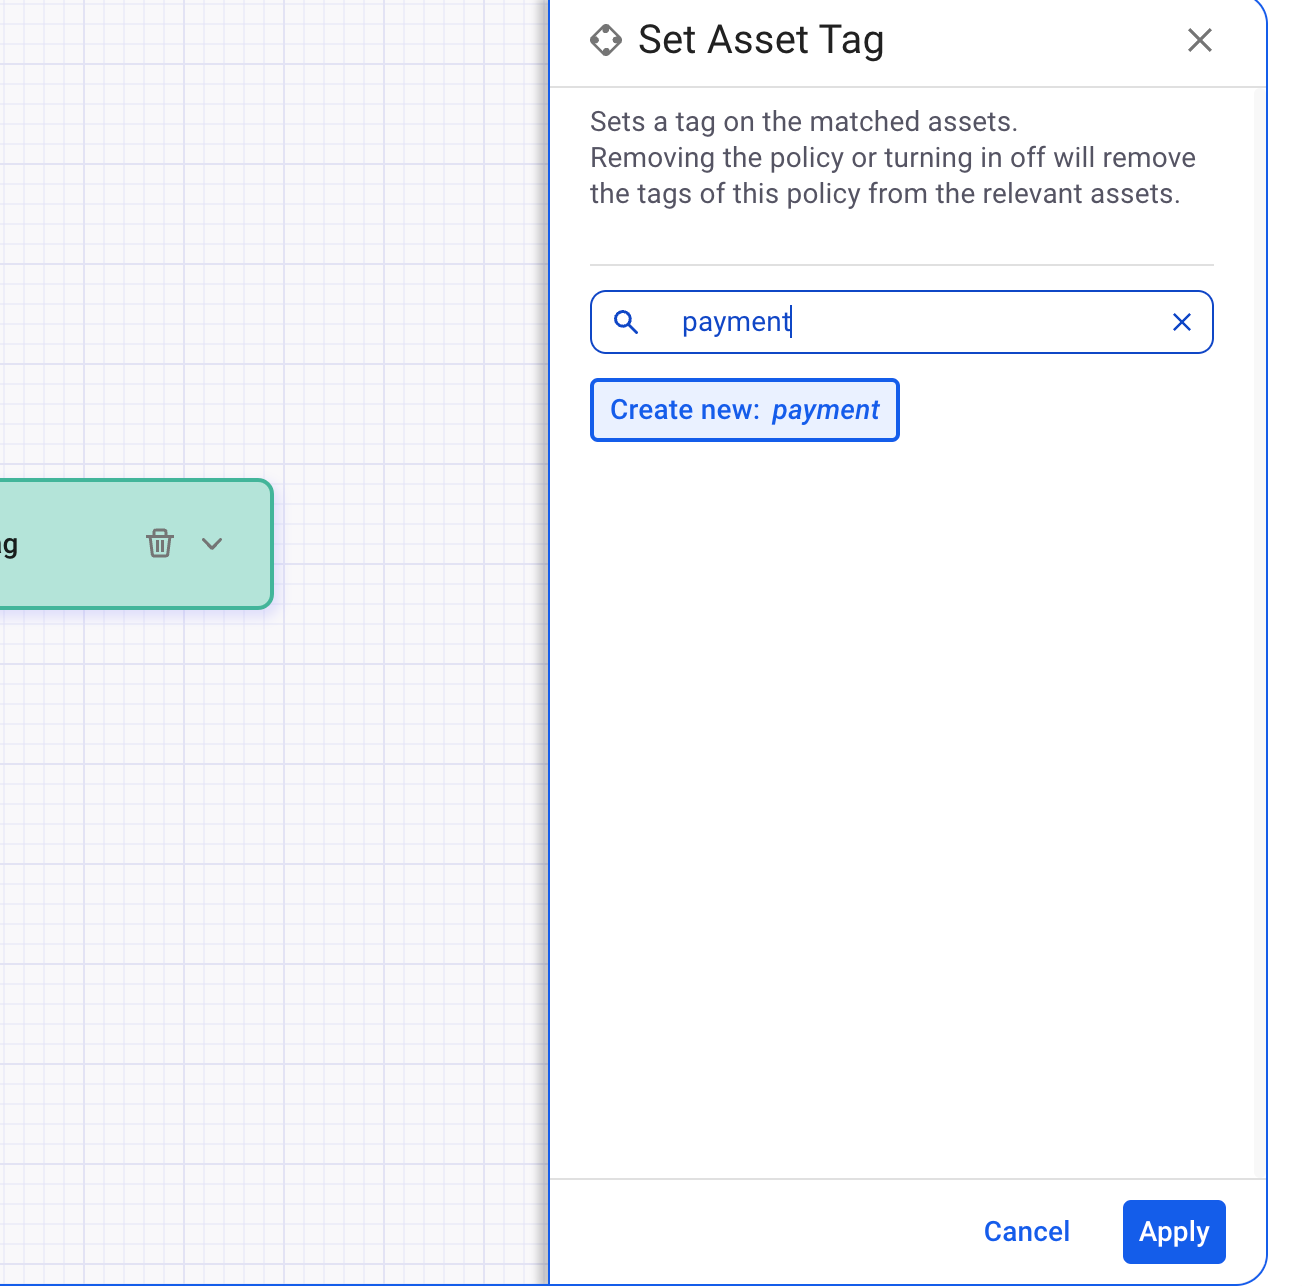 Set Asset Tag
Sets a tag on the matched assets.
Removing the policy or turning in off will remove
the tags of this policy from the relevant assets.
payment
Create new: payment
Cancel
Apply